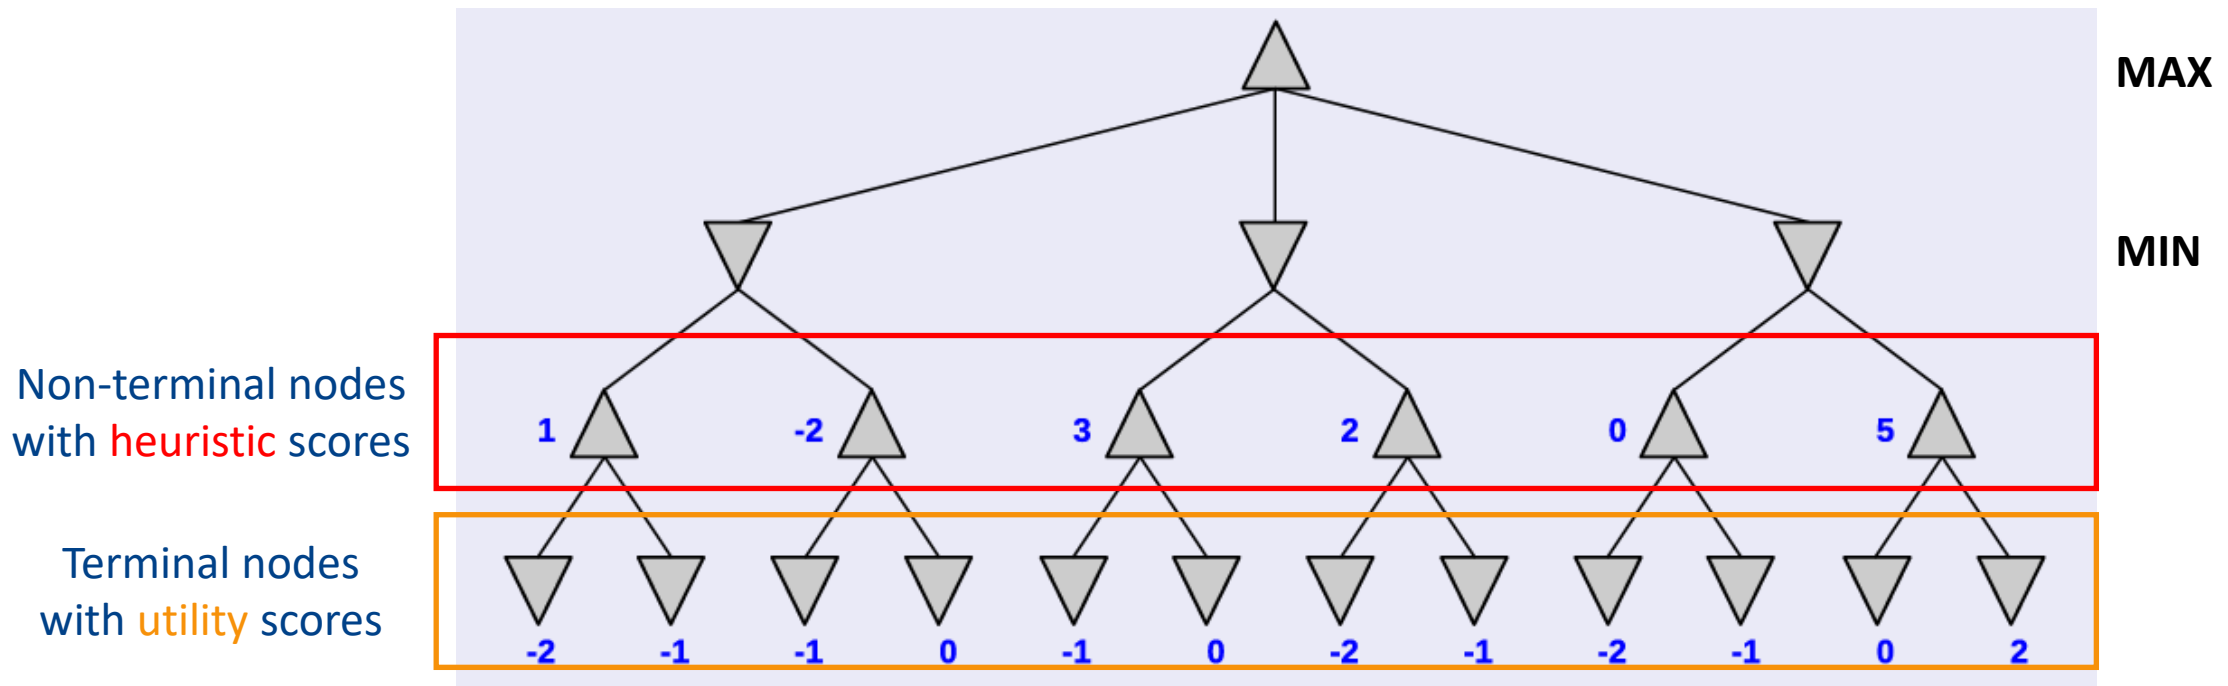 MAX
MIN
Non-terminal nodes
with heuristic scores
1 -2 3 2 0 5
Terminal nodes
with utility scores
-2 -1 -1 0 -1 0 -2 -1 -2 -1 0 2